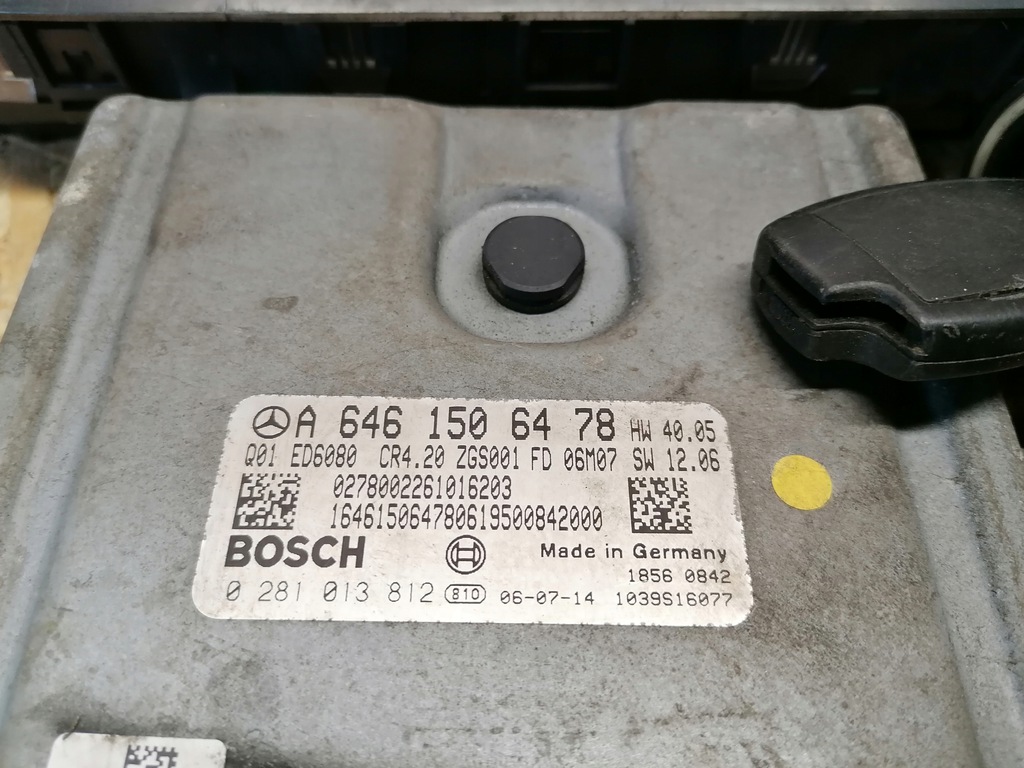 A 646 150 64 78 HW 40.05
Q01 ED6080 CR4.20 ZGS001 FD 06M07 SW 12.06
0278002261016203
164615064780619500842000
BOSCH Made in Germany
1856 0842
0 281 013 812 810 06-07-14 1039S16077